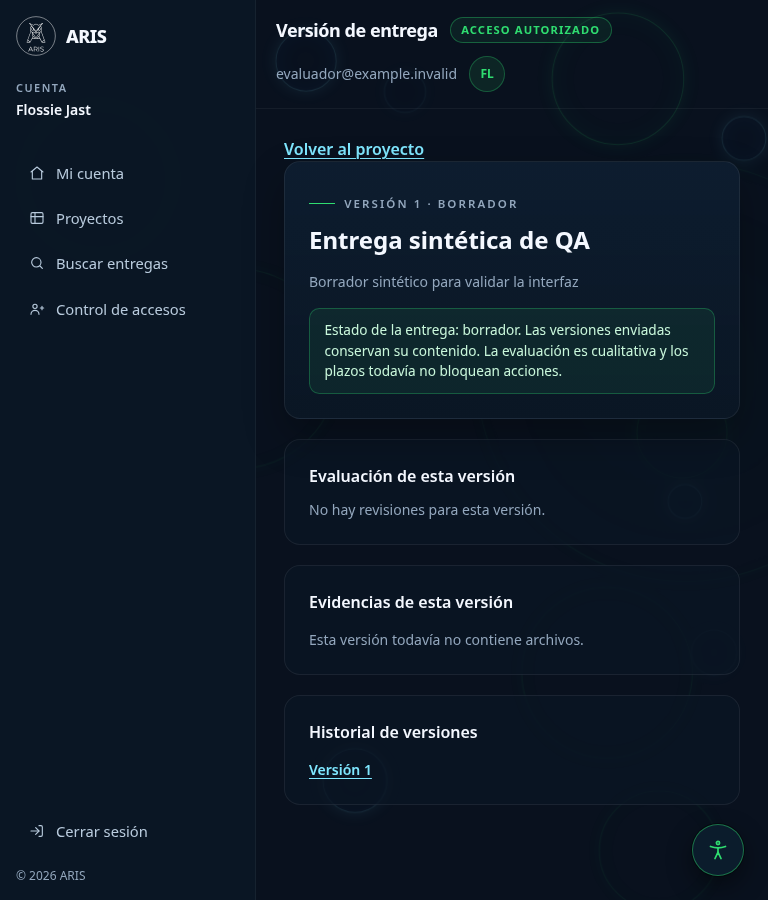 ARIS
ARIS
CUENTA
Flossie Jast
Mi cuenta
Proyectos
Buscar entregas
Control de accesos
Cerrar sesión
© 2026 ARIS
Versión de entrega
ACCESO AUTORIZADO
evaluador@example.invalid
FL
Volver al proyecto
VERSIÓN 1 · BORRADOR
Entrega sintética de QA
Borrador sintético para validar la interfaz
Estado de la entrega: borrador. Las versiones enviadas
conservan su contenido. La evaluación es cualitativa y los
plazos todavía no bloquean acciones.
Evaluación de esta versión
No hay revisiones para esta versión.
Evidencias de esta versión
Esta versión todavía no contiene archivos.
Historial de versiones
Versión 1